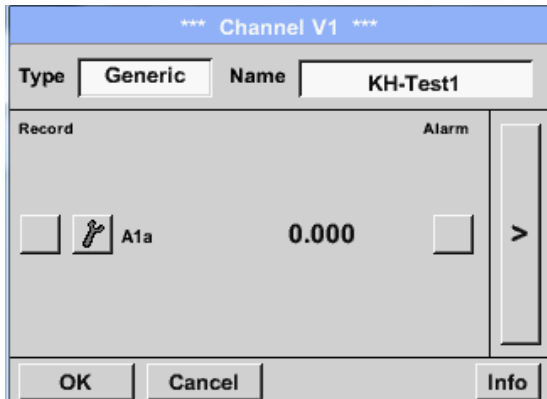 *** Channel V1 ***
Type Generic Name KH-Test1
Record Alarm
A1a 0.000
>
OK Cancel Info